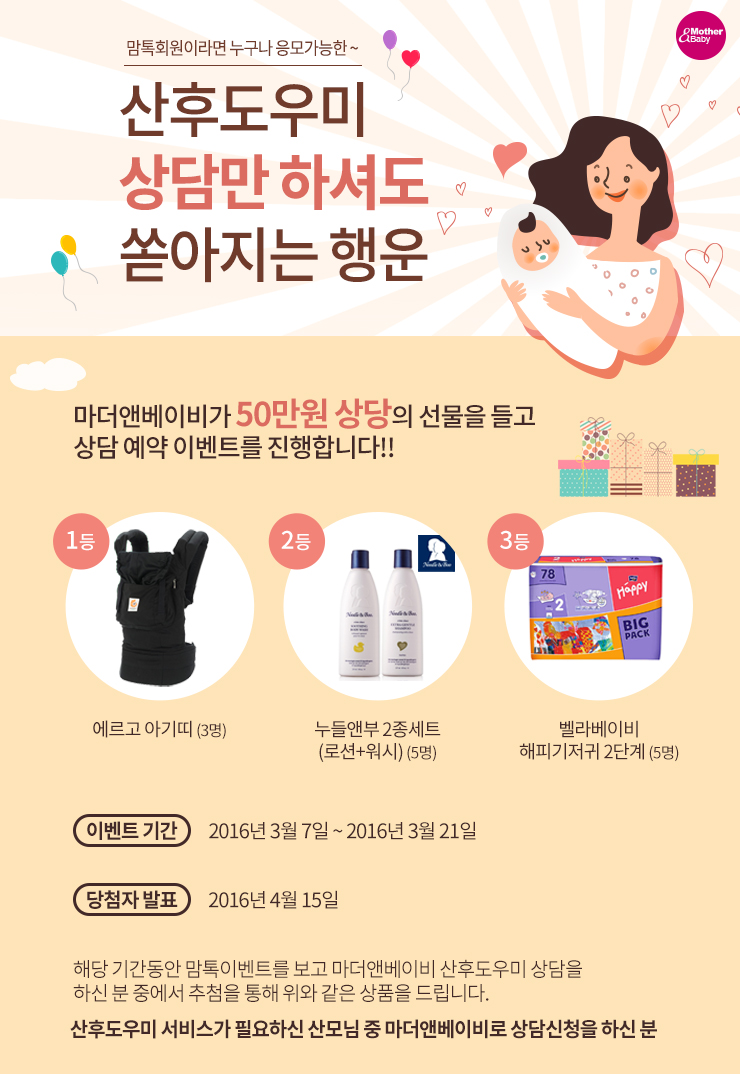 Mother
&Baby
맘톡회원이라면 누구나 응모가능한 ~
산후도우미
상담만 하셔도
쏟아지는 행운
마더앤베이비가 50만원 상당의 선물을 들고
상담 예약 이벤트를 진행합니다!!
1등
2등
3등
Noodle & Boo
Noodle & Boo
Noodle & Boo
78
2
Happy
BIG
PACK
에르고 아기띠 (3명)
누들앤부 2종세트
(로션+워시) (5명)
벨라베이비
해피기저귀 2단계 (5명)
이벤트 기간 2016년 3월 7일 ~ 2016년 3월 21일
당첨자 발표 2016년 4월 15일
해당 기간동안 맘톡이벤트를 보고 마더앤베이비 산후도우미 상담을
하신 분 중에서 추첨을 통해 위와 같은 상품을 드립니다.
산후도우미 서비스가 필요하신 산모님 중 마더앤베이비로 상담신청을 하신 분